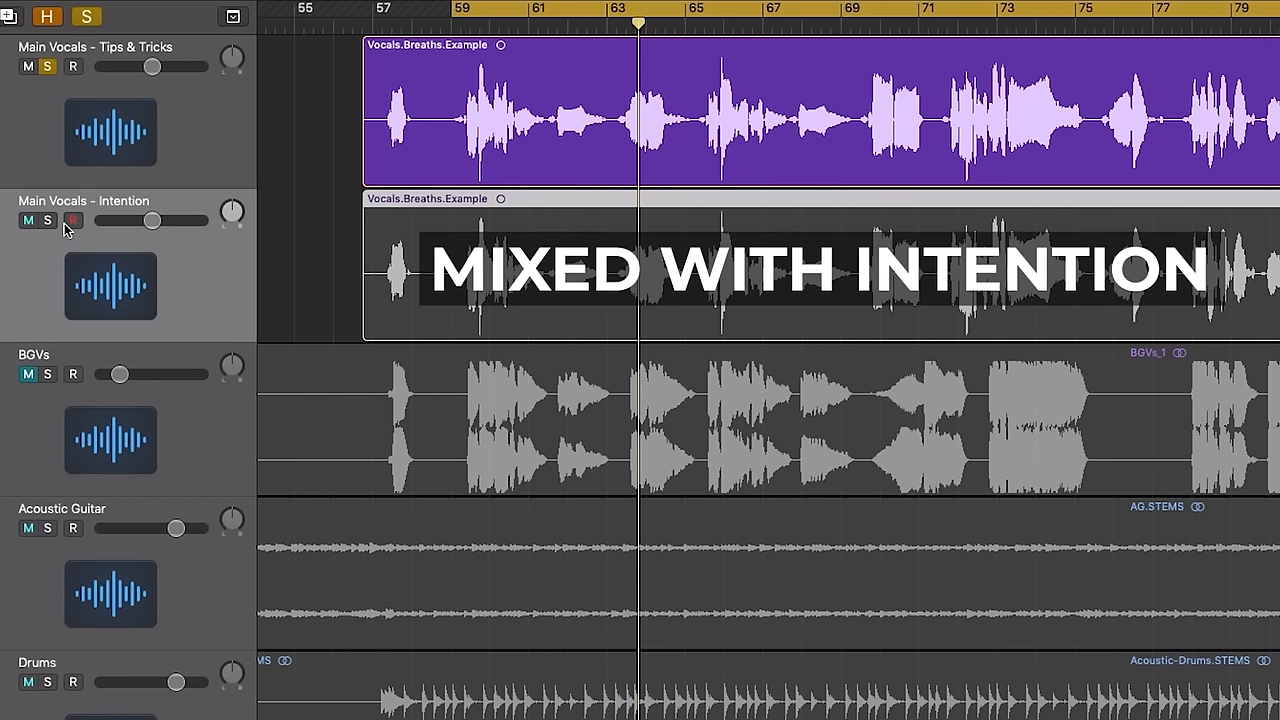 H S
55 57 59 61 63 65 67 69 71 73 75 77 79
Main Vocals - Tips & Tricks
M S R
L R
Vocals.Breaths.Example
Main Vocals - Intention
M S R
L R
Vocals.Breaths.Example
MIXED WITH INTENTION
BGVs
M S R
L R
BGVs_1
Acoustic Guitar
M S R
L R
AG.STEMS
Drums
M S R
L R
MS
Acoustic-Drums.STEMS